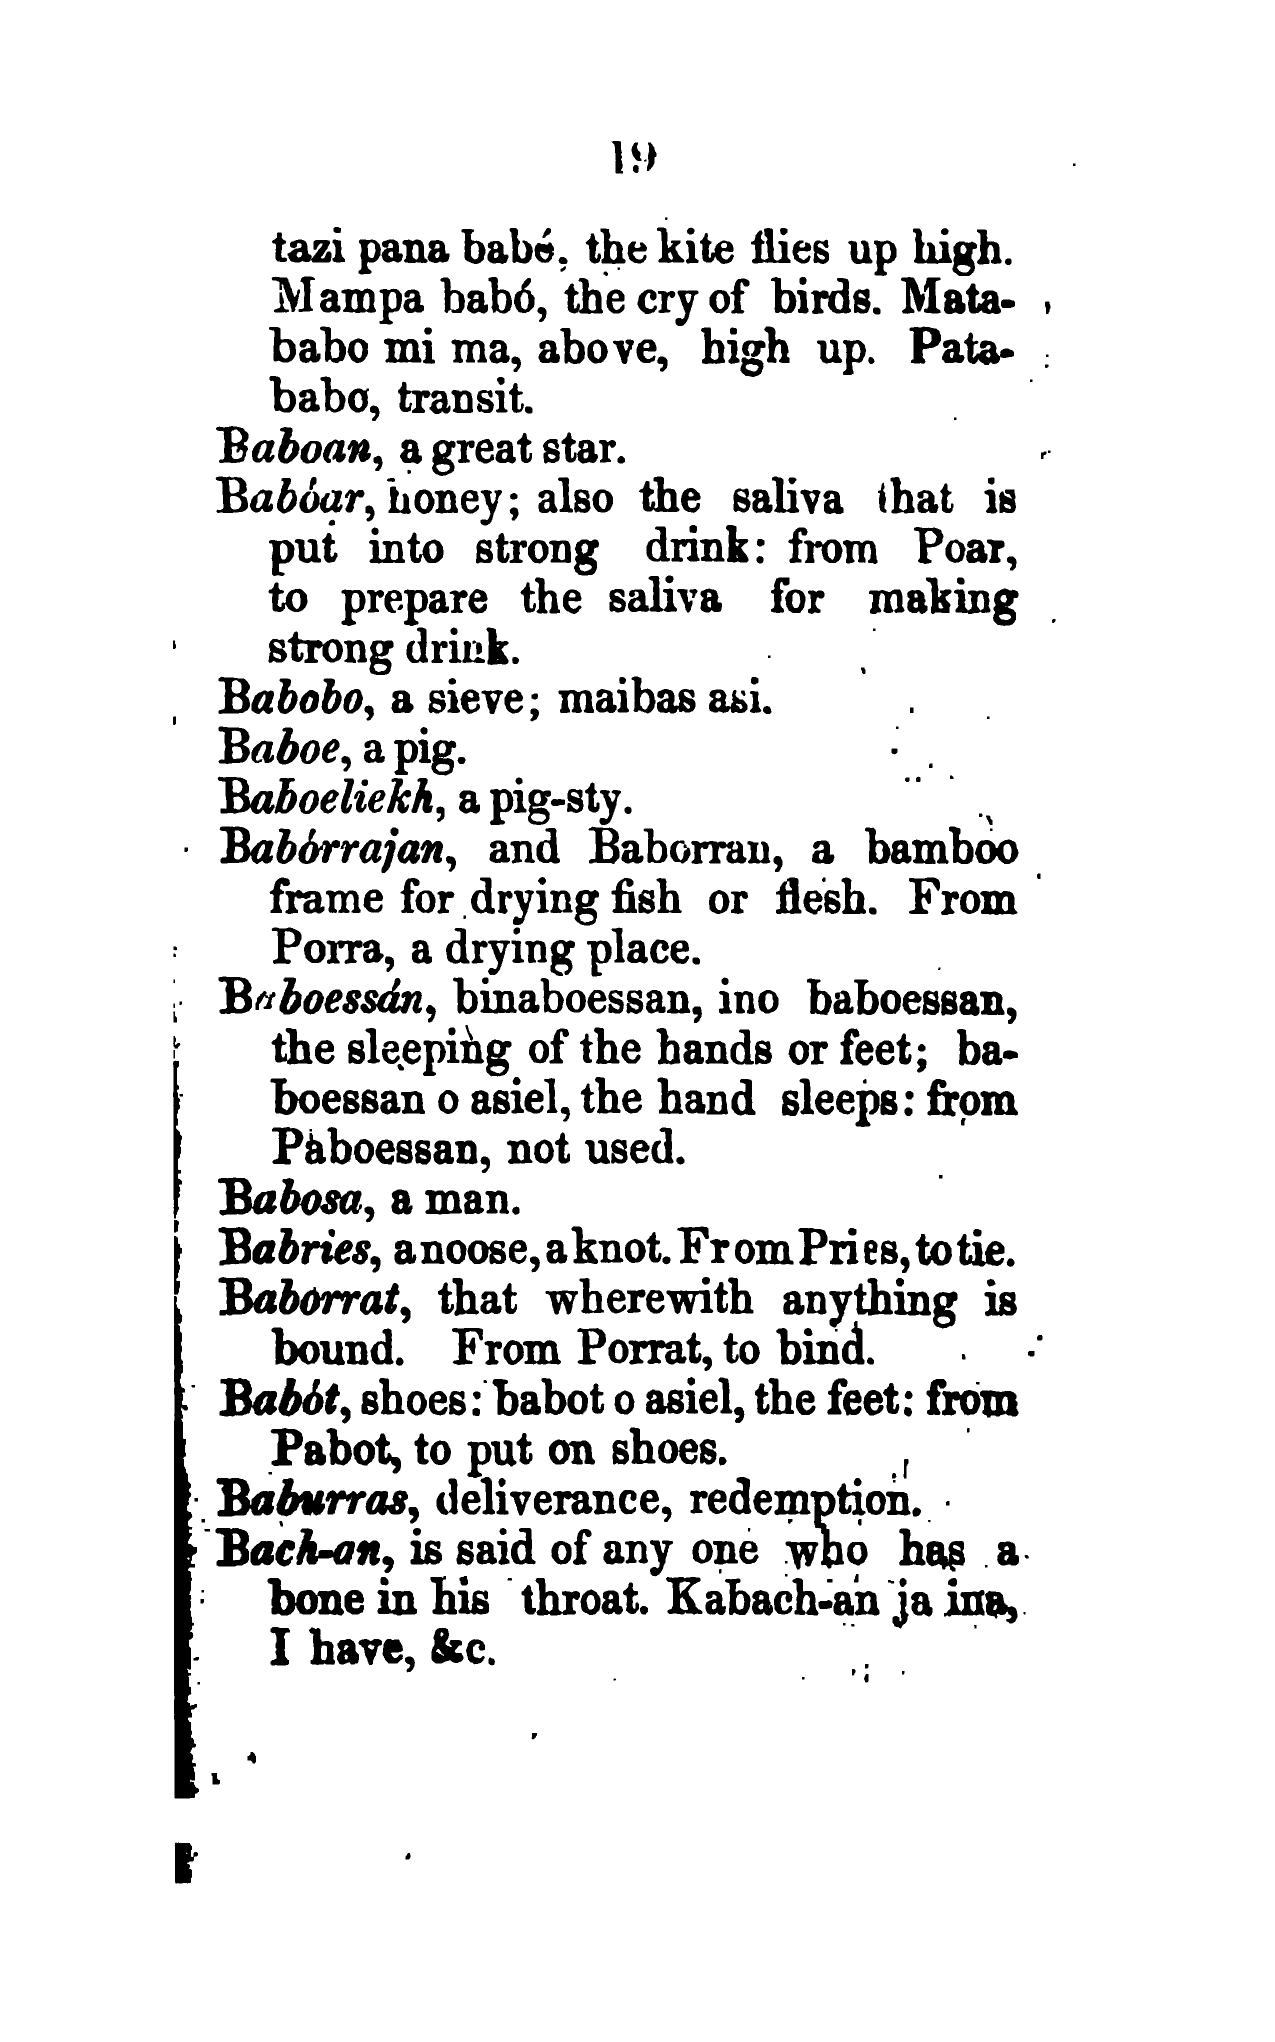 19
tazi pana babé, the kite flies up high.
Mampa babó, the cry of birds. Mata-
babo mi ma, above, high up. Pata-
babo, transit.
Baboan, a great star.
Babóar, honey; also the saliva that is
put into strong drink: from Poar,
to prepare the saliva for making
strong drink.
Babobo, a sieve; maibas asi.
Baboe, a pig.
Baboeliekh, a pig-sty.
Babórrajan, and Baborran, a bamboo
frame for drying fish or flesh. From
Porra, a drying place.
Baboessán, binaboessan, ino baboessan,
the sleeping of the hands or feet; ba-
boessan o asiel, the hand sleeps: from
Paboessan, not used.
Babosa, a man.
Babries, a noose, a knot. From Pries, to tie.
Baborrat, that wherewith anything is
bound. From Porrat, to bind.
Babót, shoes: babot o asiel, the feet: from
Pabot, to put on shoes.
Baburras, deliverance, redemption.
Bach-an, is said of any one who has a
bone in his throat. Kabach-an ja ina,
I have, &c.